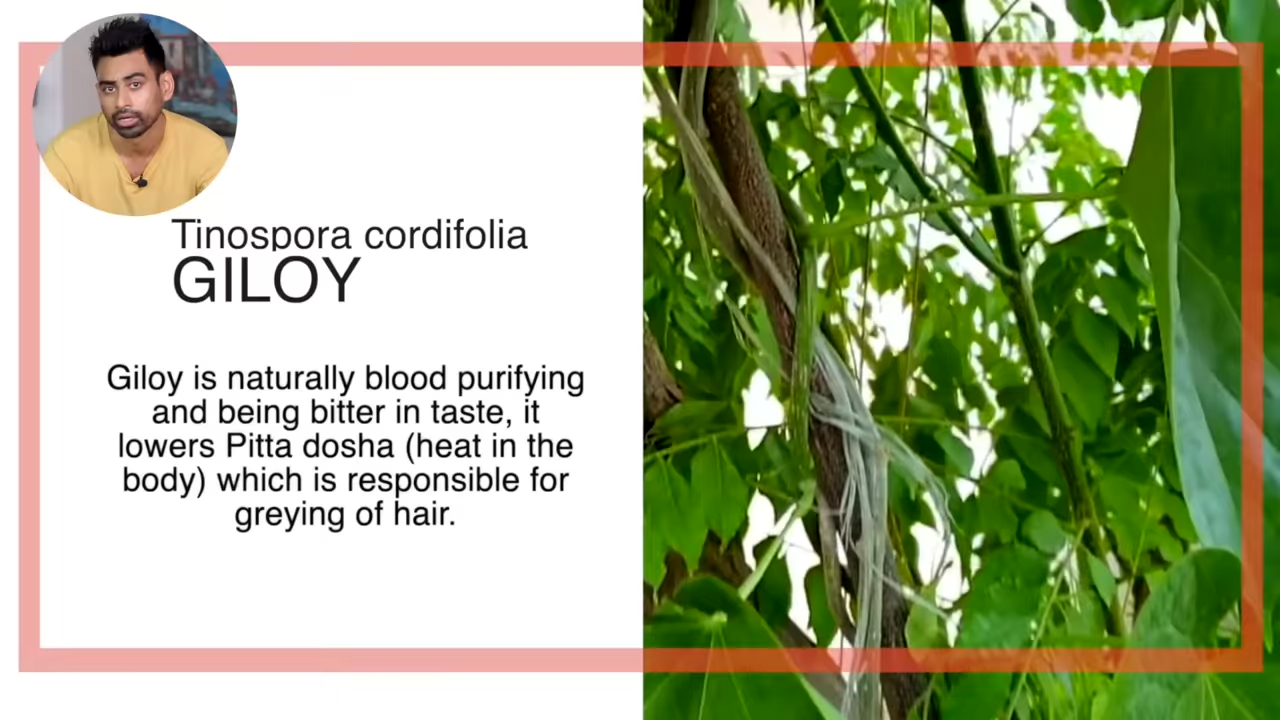 Tinospora cordifolia
GILOY
Giloy is naturally blood purifying
and being bitter in taste, it
lowers Pitta dosha (heat in the
body) which is responsible for
greying of hair.